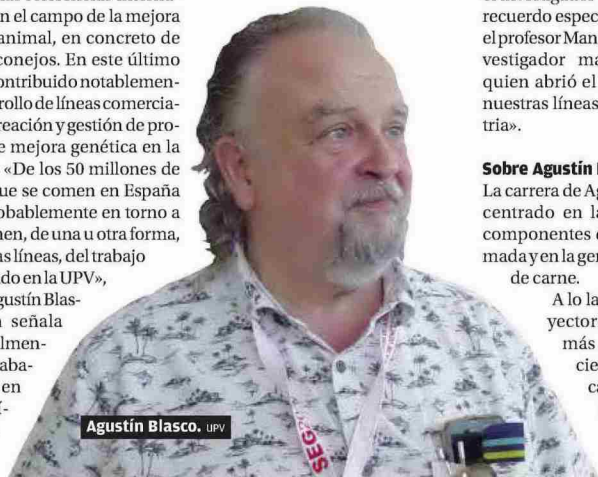 en el campo de la mejora
animal, en concreto de
conejos. En este último
contribuido notablemen-
rollo de líneas comercia-
reación y gestión de pro-
e mejora genética en la
«De los 50 millones de
ue se comen en España
obablemente en torno a
nen, de una u otra forma,
as líneas, del trabajo
do en la UPV»,
gustín Blas-
n señala
lmen-
aba-
en
í-
Agustín Blasco. UPV
SEG
recuerdo espec
el profesor Man
vestigador ma
quien abrió el
nuestras líneas
tria».
Sobre Agustín
La carrera de Ag
centrado en la
componentes
mada y en la gen
de carne.
A lo la
yector
más
cie
ca